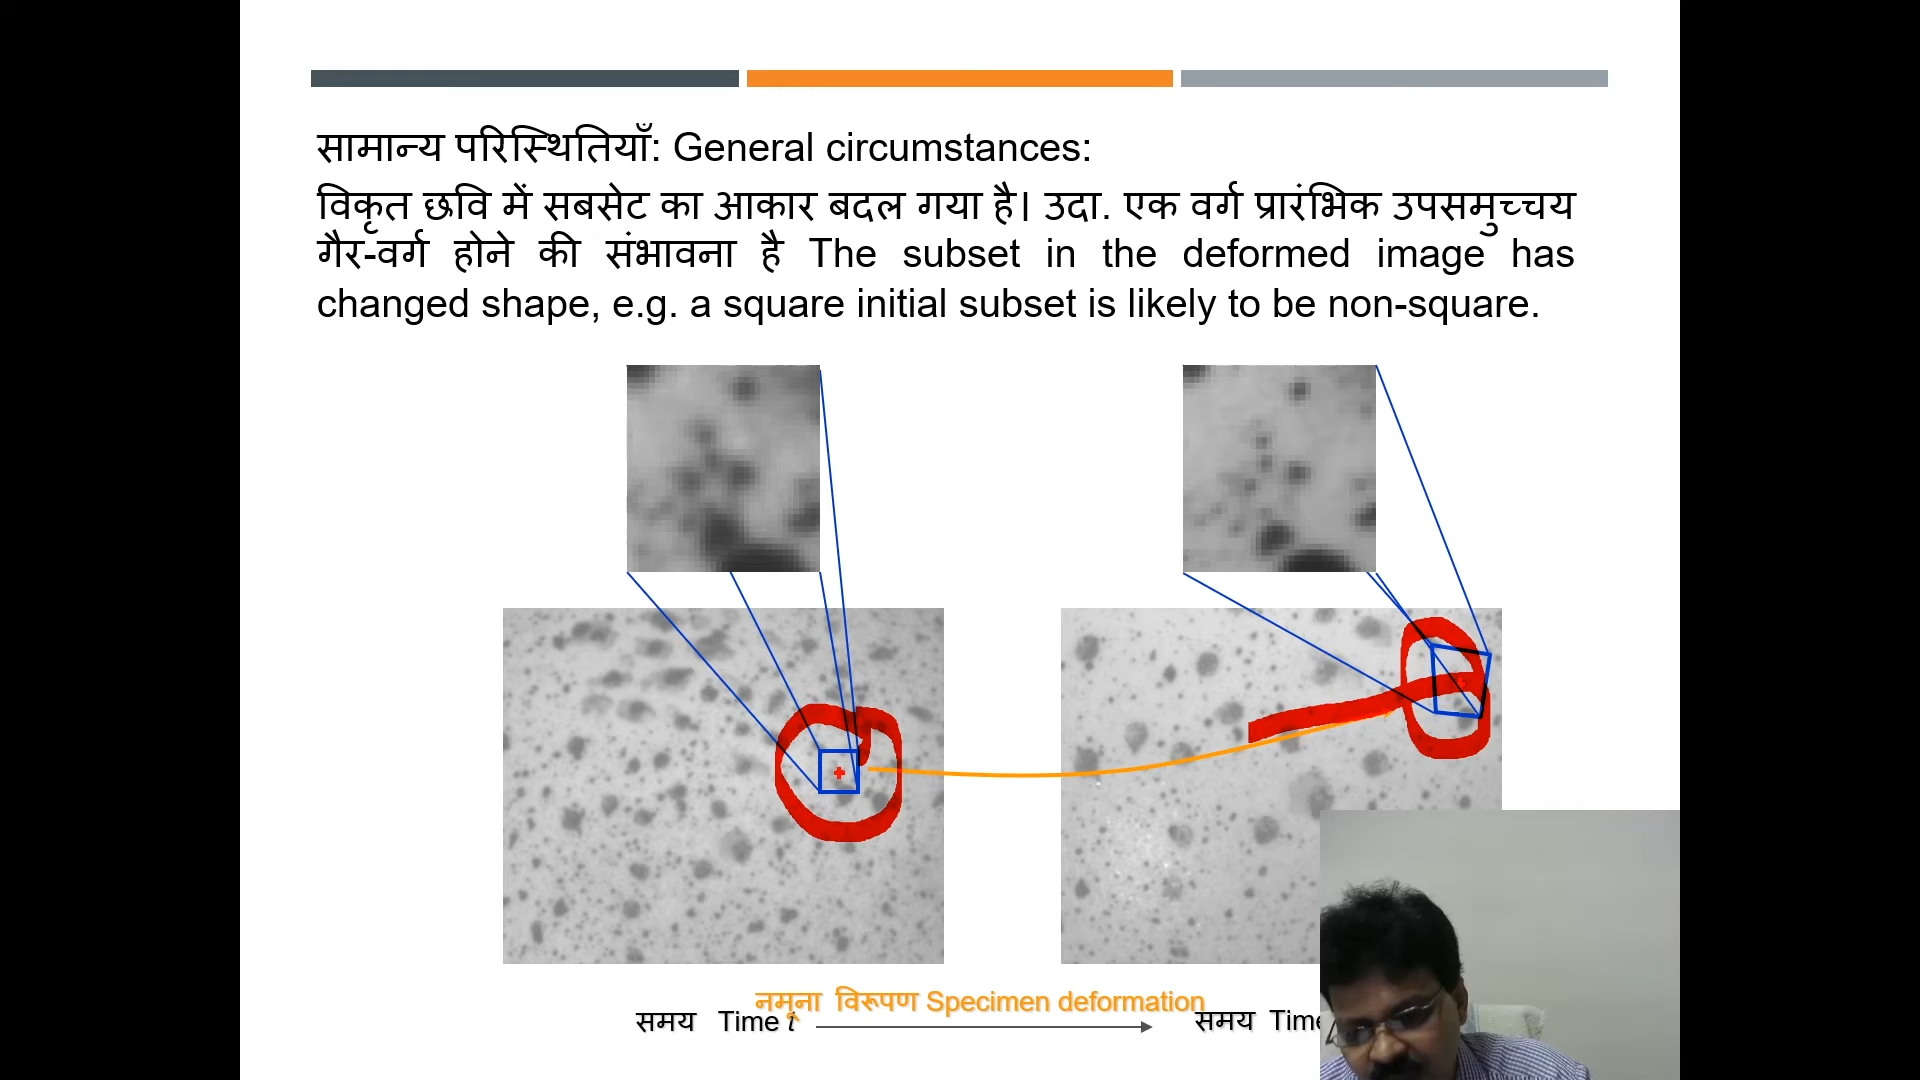 सामान्य परिस्थितियाँ: General circumstances:
विकृत छवि में सबसेट का आकार बदल गया है। उदा. एक वर्ग प्रारंभिक उपसमुच्चय
गैर-वर्ग होने की संभावना है The subset in the deformed image has
changed shape, e.g. a square initial subset is likely to be non-square.
नमूना विरूपण Specimen deformation
समय Time t
समय Time